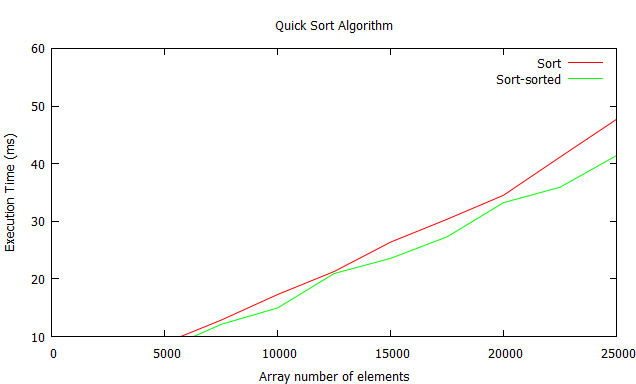 Quick Sort Algorithm
Sort
Sort-sorted
60
50
40
30
20
10
Execution Time (ms)
0 5000 10000 15000 20000 25000
Array number of elements